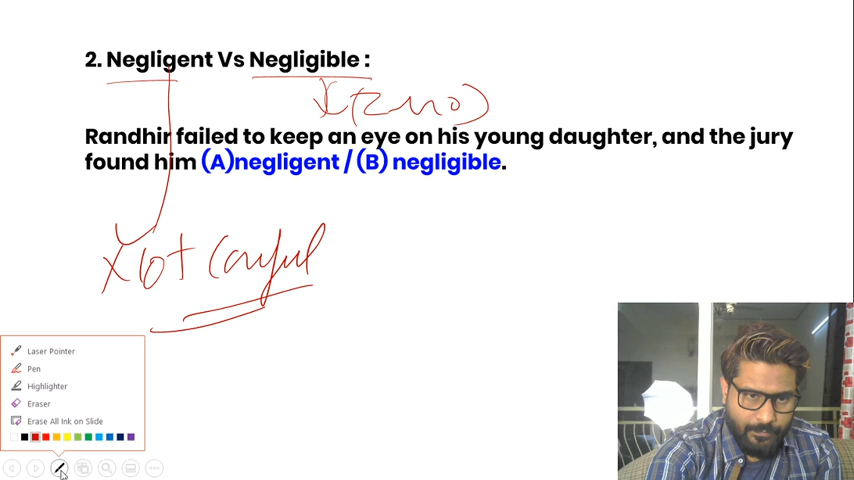 2. Negligent Vs Negligible :
(zero)
Randhir failed to keep an eye on his young daughter, and the jury
found him (A)negligent / (B) negligible.
Not careful
Laser Pointer
Pen
Highlighter
Eraser
Erase All Ink on Slide